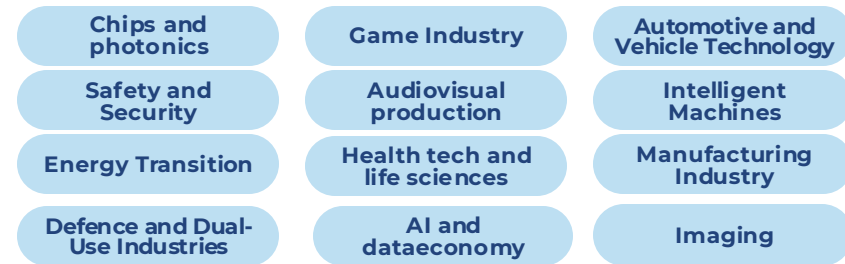 Chips and
photonics
Game Industry
Automotive and
Vehicle Technology
Safety and
Security
Audiovisual
production
Intelligent
Machines
Energy Transition
Health tech and
life sciences
Manufacturing
Industry
Defence and Dual-
Use Industries
AI and
dataeconomy
Imaging